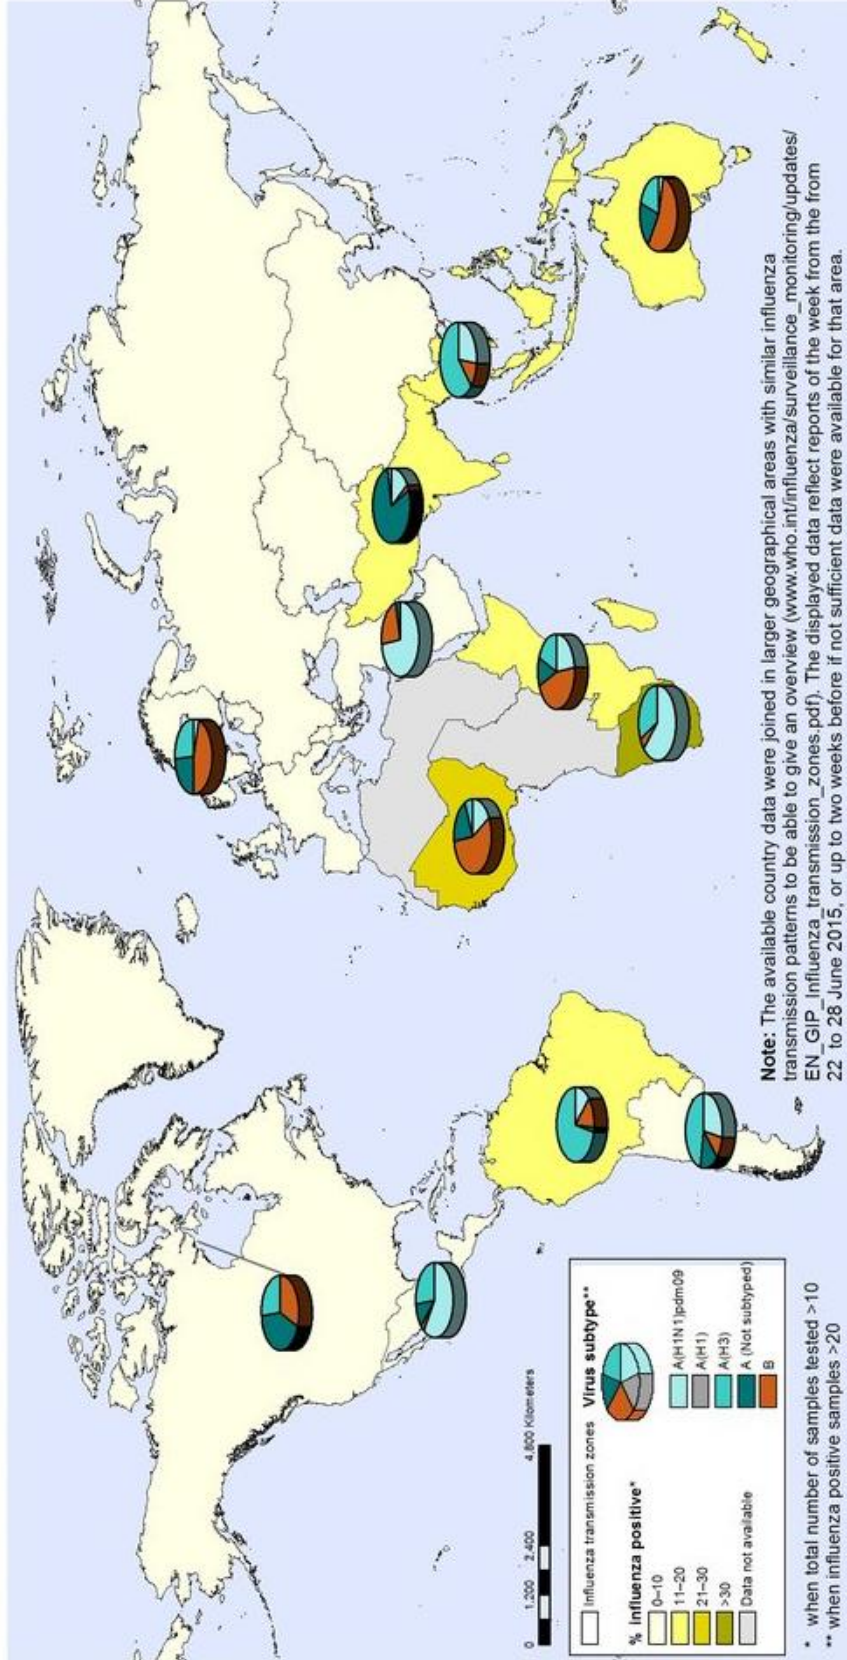 Note: The available country data were joined in larger geographical areas with similar influenza
transmission patterns to be able to give an overview (www.who.int/influenza/surveillance_monitoring/updates/
EN_GIP_Influenza_transmission_zones.pdf). The displayed data reflect reports of the week from the from
22 to 28 June 2015, or up to two weeks before if not sufficient data were available for that area.
0 1,200 2,400 4,800 Kilometers
Influenza transmission zones
% influenza positive*
0–10
11–20
21–30
>30
Data not available
Virus subtype**
A(H1N1)pdm09
A(H1)
A(H3)
A (Not subtyped)
B
* when total number of samples tested >10
** when influenza positive samples >20